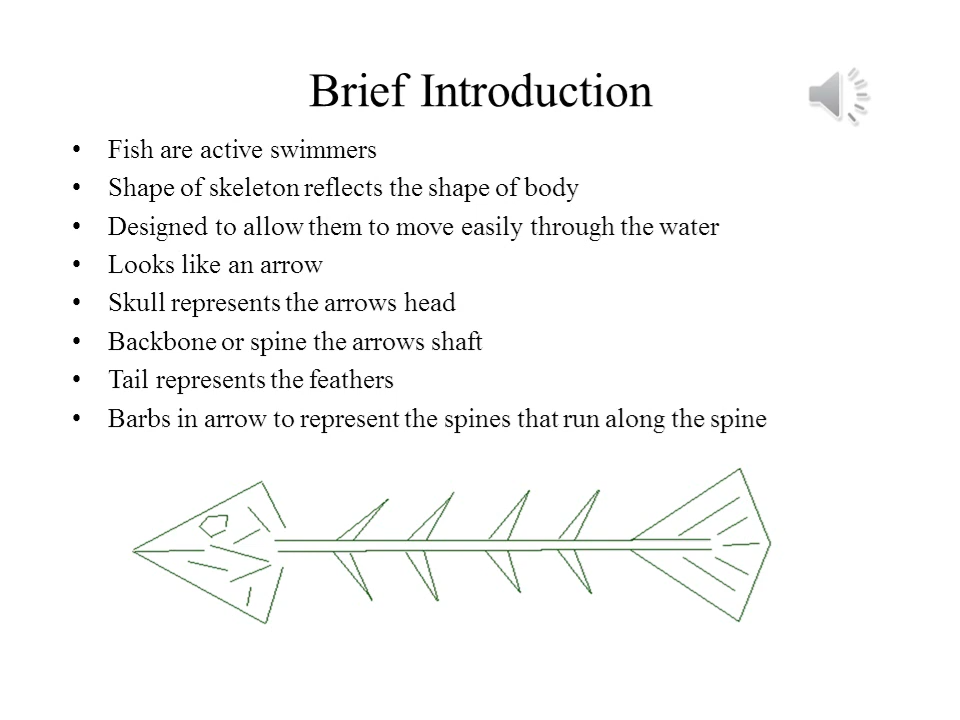 Brief Introduction
• Fish are active swimmers
• Shape of skeleton reflects the shape of body
• Designed to allow them to move easily through the water
• Looks like an arrow
• Skull represents the arrows head
• Backbone or spine the arrows shaft
• Tail represents the feathers
• Barbs in arrow to represent the spines that run along the spine